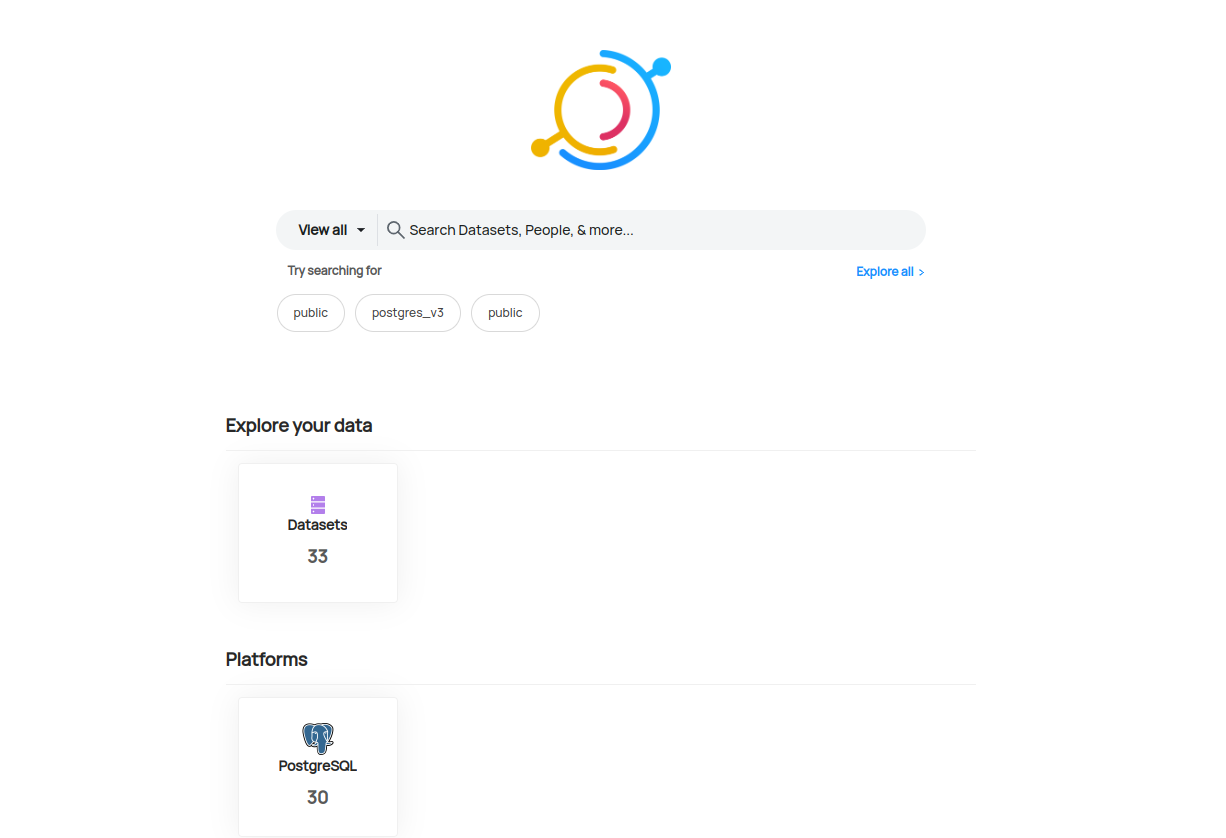 View all Search Datasets, People, & more...
Try searching for Explore all >
public postgres_v3 public
Explore your data
Datasets
33
Platforms
PostgreSQL
30